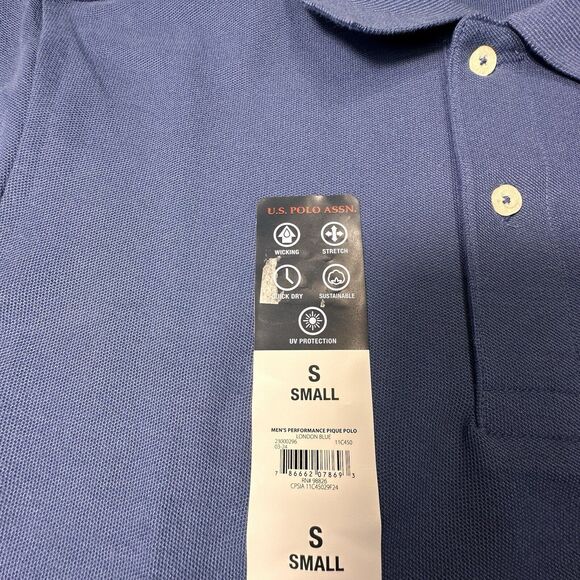 U.S. POLO ASSN.
WICKING STRETCH
QUICK DRY SUSTAINABLE
UV PROTECTION
S
SMALL
MEN'S PERFORMANCE PIQUE POLO
LONDON BLUE
23000296 11C450
03-24
7 86662 07869 3
RN# 98826
CPSIA 11C45029F24
S
SMALL